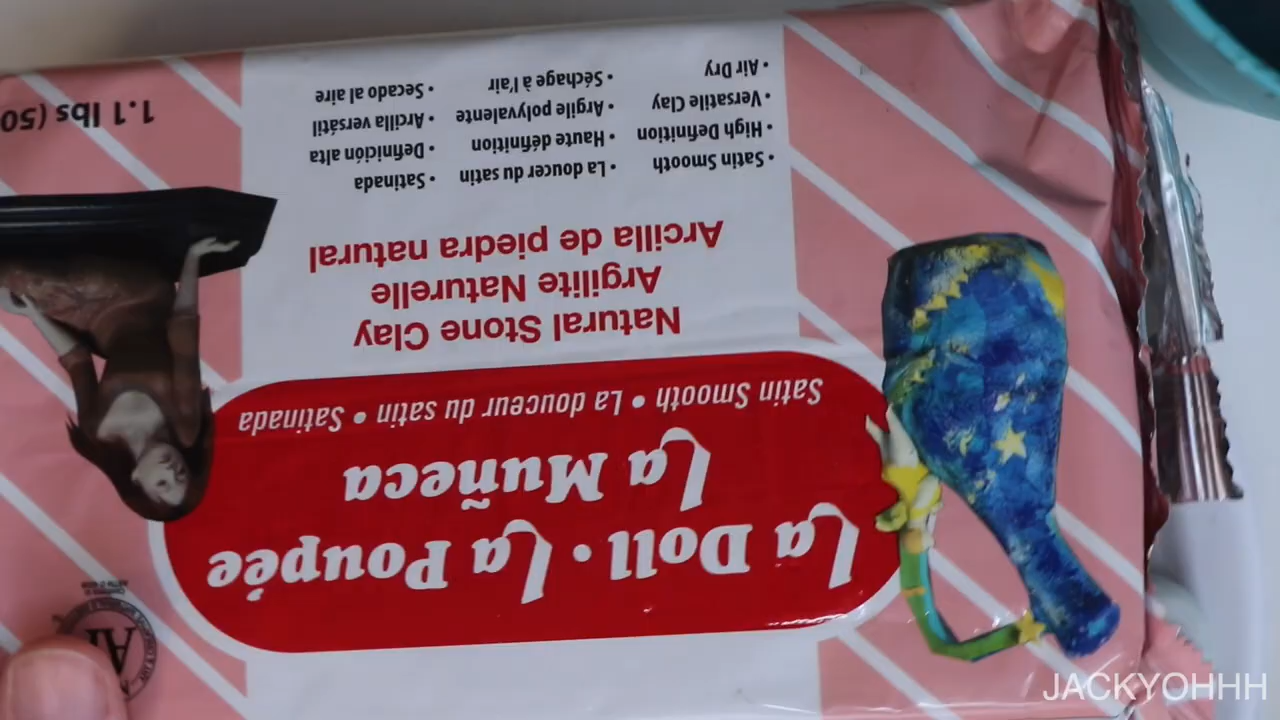 La Doll • La Poupée
La Muñeca
Satin Smooth • La douceur du satin • Satinada
Natural Stone Clay
Argilite Naturelle
Arcilla de piedra natural
• Satin Smooth
• High Definition
• Versatile Clay
• Air Dry
• La doucer du satin
• Haute définition
• Argile polyvalente
• Séchage à l'air
• Satinada
• Definición alta
• Arcilla versátil
• Secado al aire
1.1 lbs (50
AP
JACKYOHHH